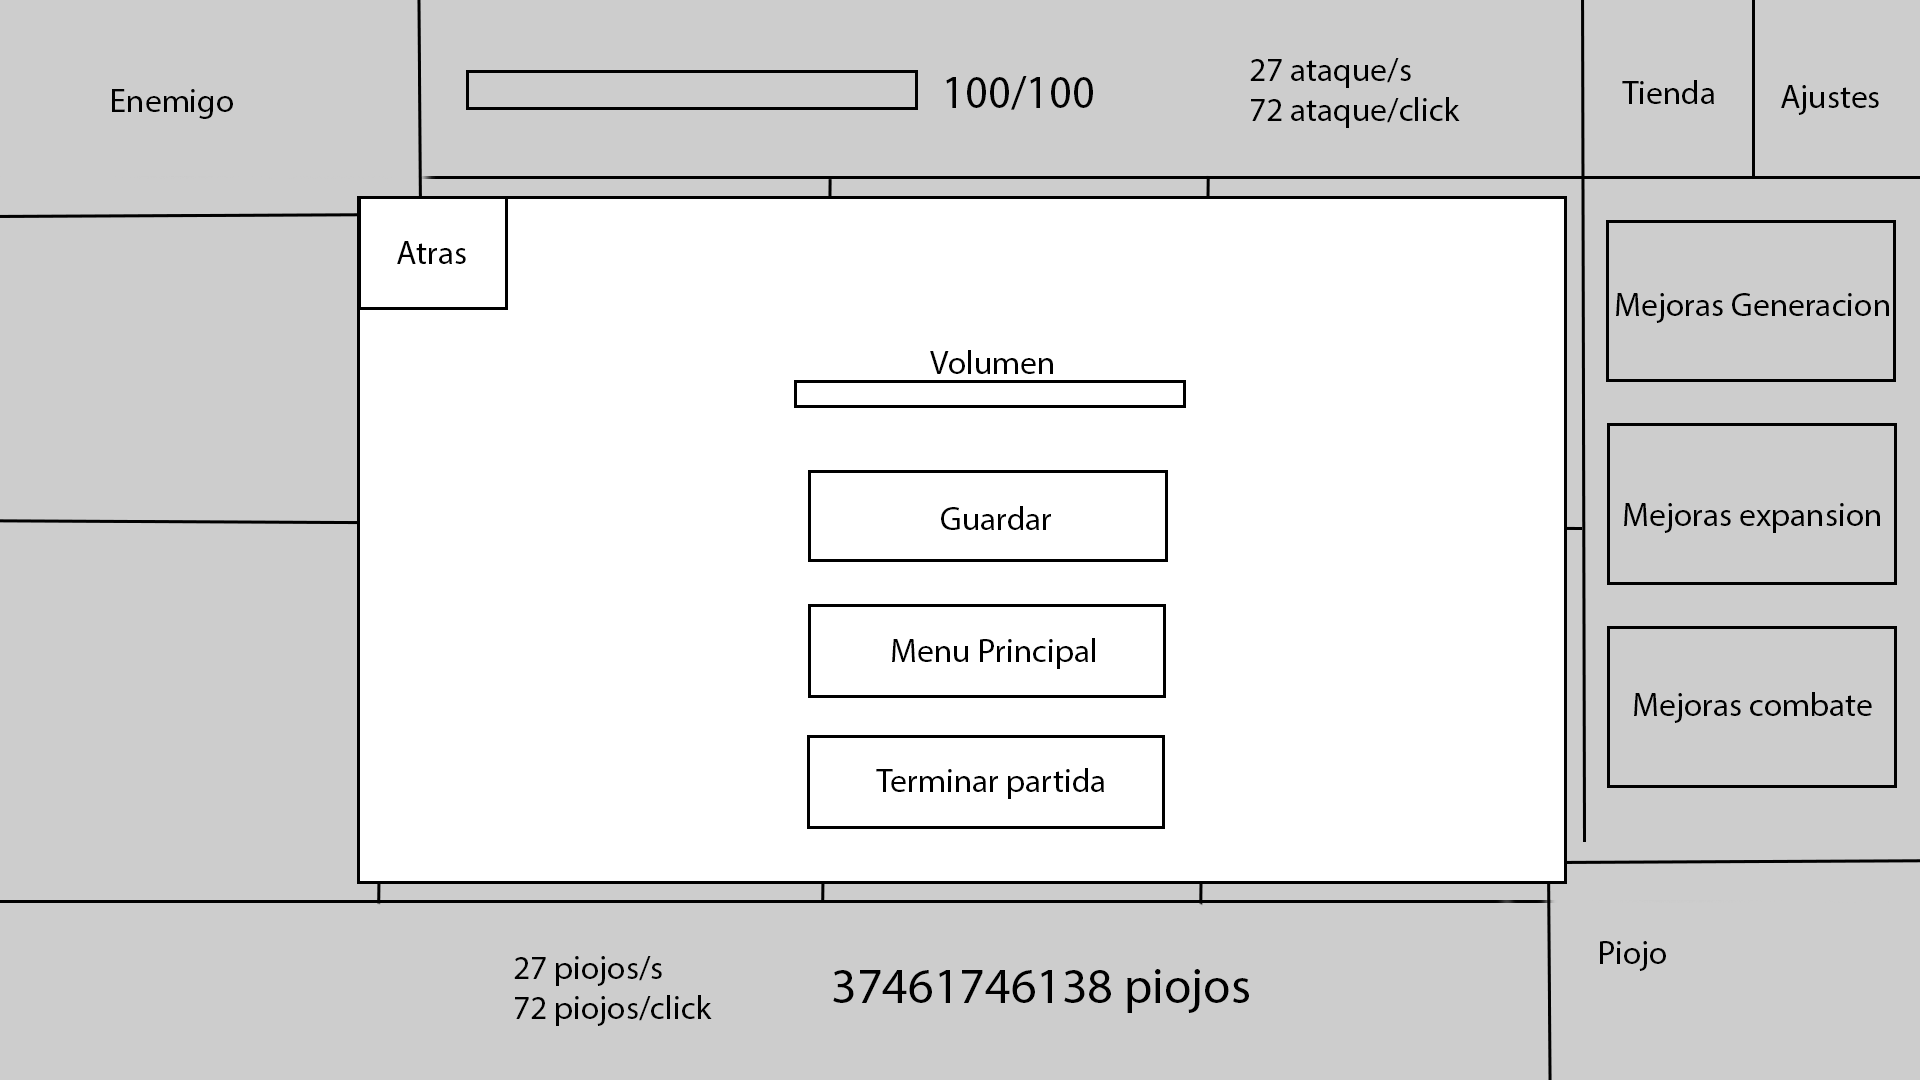 Enemigo
100/100
27 ataque/s
72 ataque/click
Tienda
Ajustes
Atras
Volumen
Guardar
Menu Principal
Terminar partida
Mejoras Generacion
Mejoras expansion
Mejoras combate
27 piojos/s
72 piojos/click
37461746138 piojos
Piojo